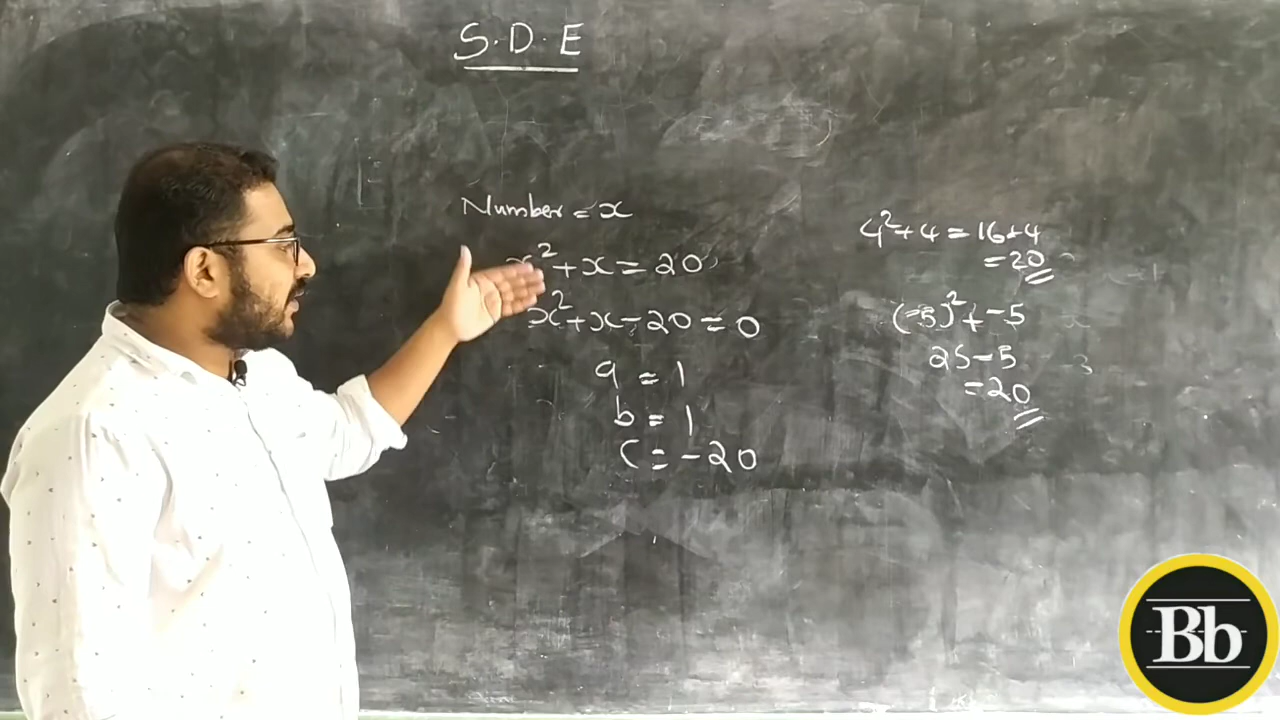 S.D.E
Number = x
x²+x=20
x²+x-20=0
a = 1
b = 1
c = -20
4²+4 = 16+4
= 20
(-5)²+-5
25-5
= 20
Bb